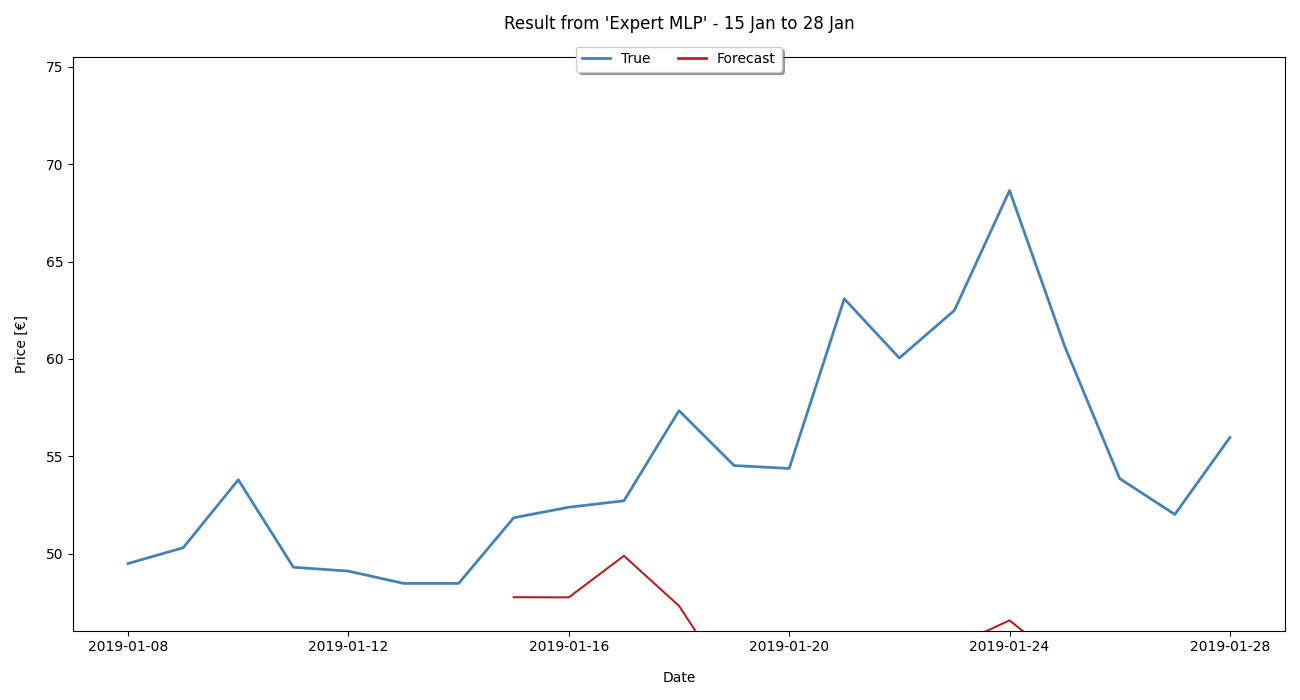 Result from 'Expert MLP' - 15 Jan to 28 Jan
True Forecast
75
70
65
60
55
50
Price [€]
2019-01-08 2019-01-12 2019-01-16 2019-01-20 2019-01-24 2019-01-28
Date